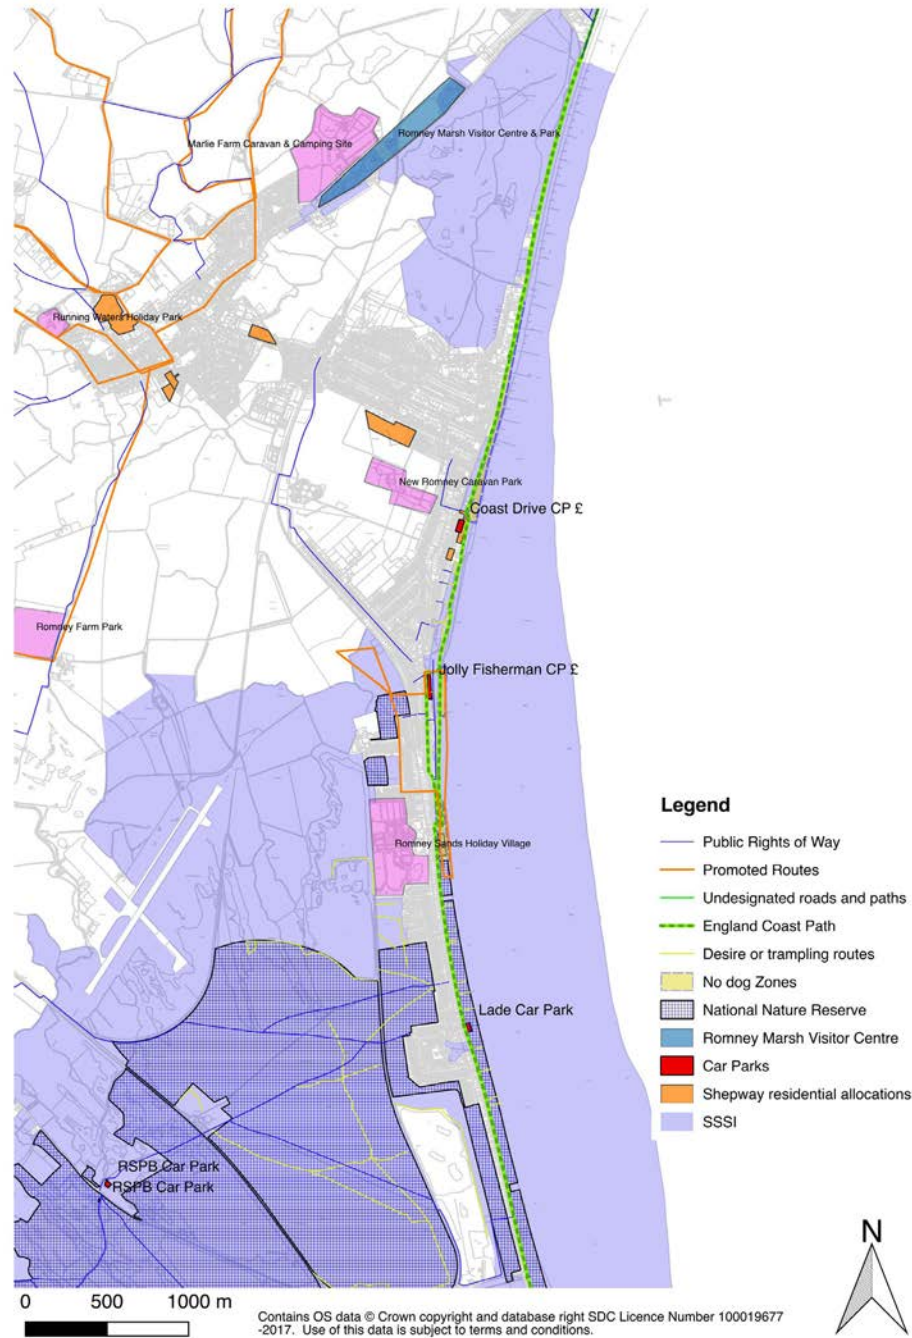 Romney Marsh Visitor Centre & Park
Marlie Farm Caravan & Camping Site
Running Waters Holiday Park
New Romney Caravan Park
Coast Drive CP £
Romney Farm Park
Jolly Fisherman CP £
Romney Sands Holiday Village
Lade Car Park
RSPB Car Park
RSPB Car Park
Legend
Public Rights of Way
Promoted Routes
Undesignated roads and paths
England Coast Path
Desire or trampling routes
No dog Zones
National Nature Reserve
Romney Marsh Visitor Centre
Car Parks
Shepway residential allocations
SSSI
N
0 500 1000 m
Contains OS data © Crown copyright and database right SDC Licence Number 100019677
-2017. Use of this data is subject to terms and conditions.